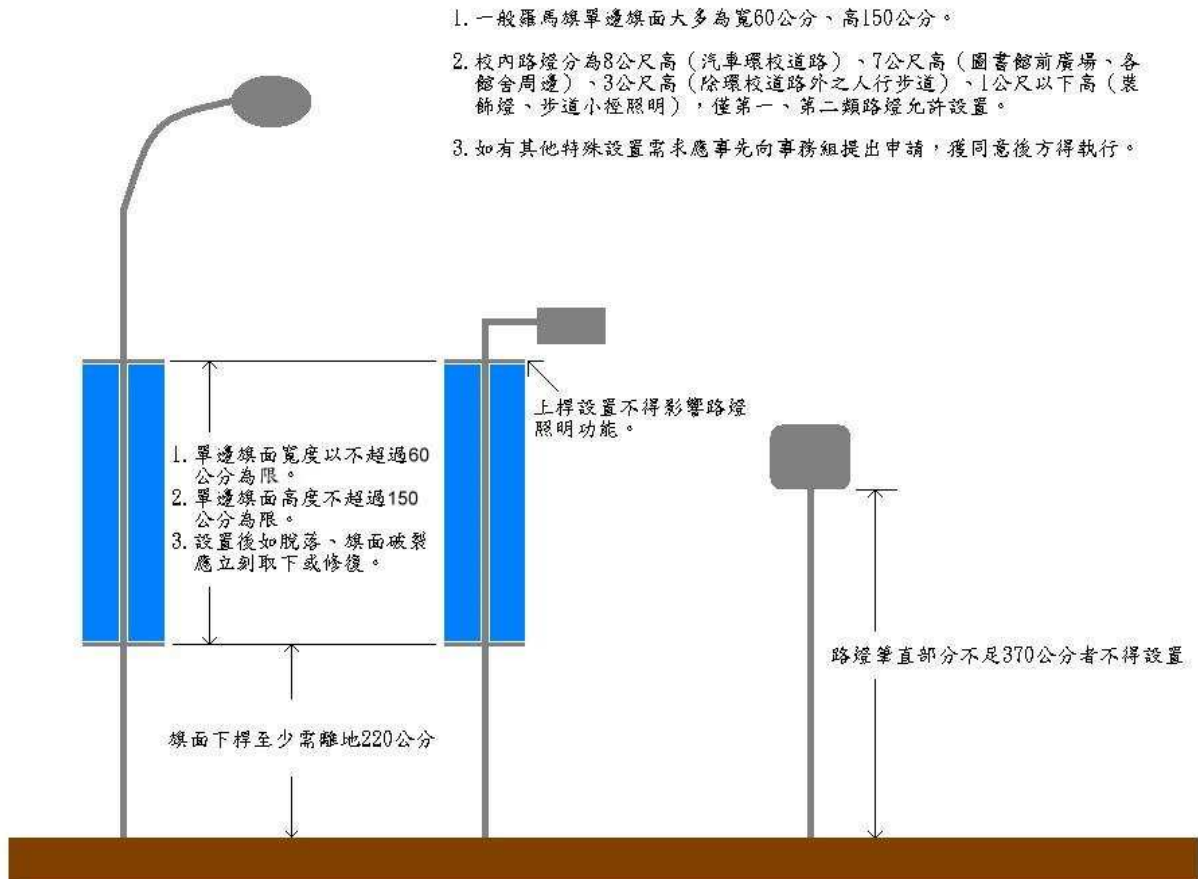 1. 一般羅馬旗單邊旗面大多為寬60公分、高150公分。
2. 校內路燈分為8公尺高（汽車環校道路）、7公尺高（圖書館前廣場、各
館舍周邊）、3公尺高（除環校道路外之人行步道）、1公尺以下高（裝
飾燈、步道小徑照明），僅第一、第二類路燈允許設置。
3. 如有其他特殊設置需求應事先向事務組提出申請，獲同意後方得執行。
上桿設置不得影響路燈
照明功能。
1. 單邊旗面寬度以不超過60
公分為限。
2. 單邊旗面高度不超過150
公分為限。
3. 設置後如脫落、旗面破裂
應立刻取下或修復。
路燈筆直部分不足370公分者不得設置
旗面下桿至少需離地220公分